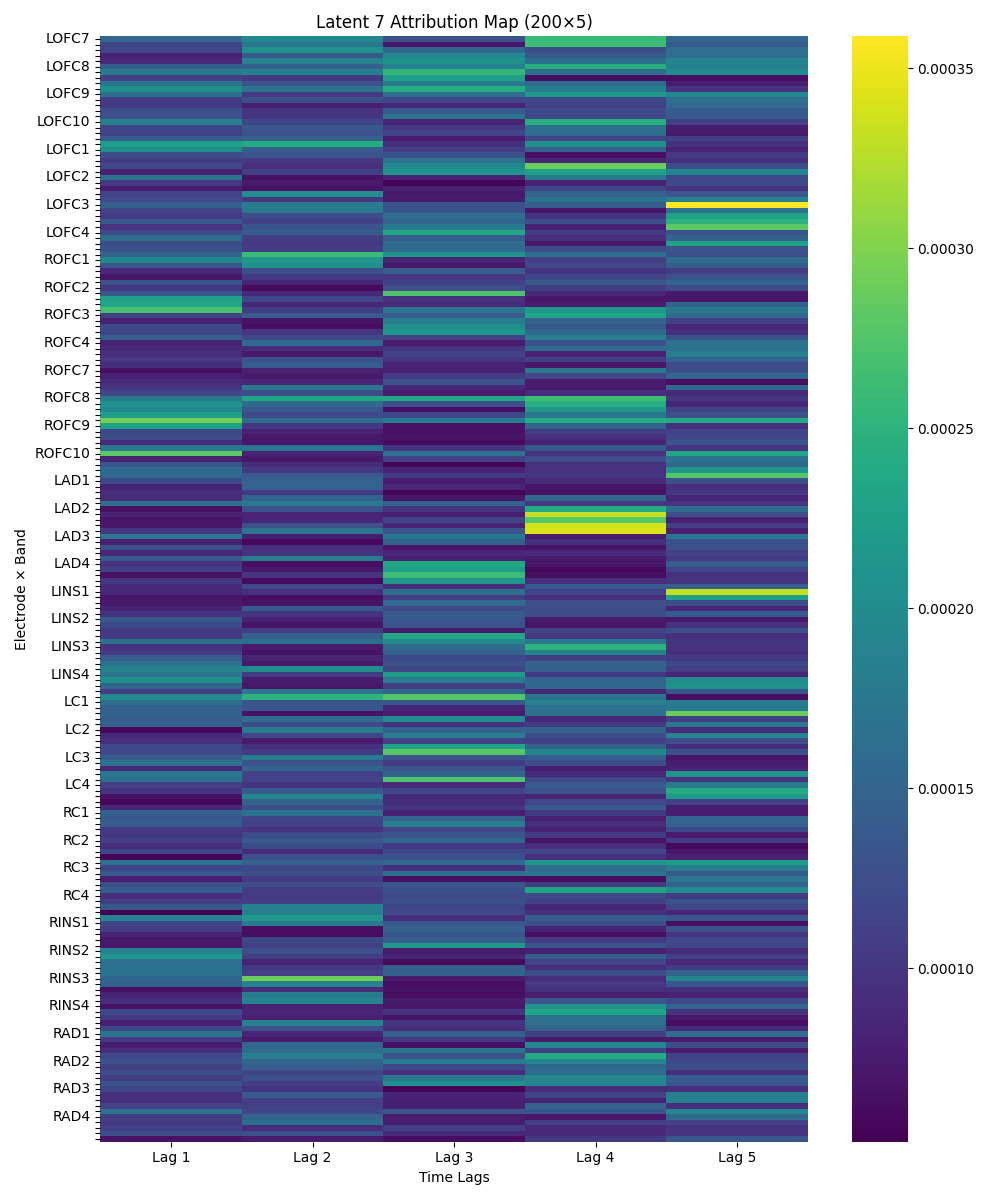 Latent 7 Attribution Map (200×5)
LOFC7
LOFC8
LOFC9
LOFC10
LOFC1
LOFC2
LOFC3
LOFC4
ROFC1
ROFC2
ROFC3
ROFC4
ROFC7
ROFC8
ROFC9
ROFC10
LAD1
LAD2
LAD3
LAD4
LINS1
LINS2
LINS3
LINS4
LC1
LC2
LC3
LC4
RC1
RC2
RC3
RC4
RINS1
RINS2
RINS3
RINS4
RAD1
RAD2
RAD3
RAD4
Electrode × Band
Lag 1
Lag 2
Lag 3
Lag 4
Lag 5
Time Lags
0.00035
0.00030
0.00025
0.00020
0.00015
0.00010